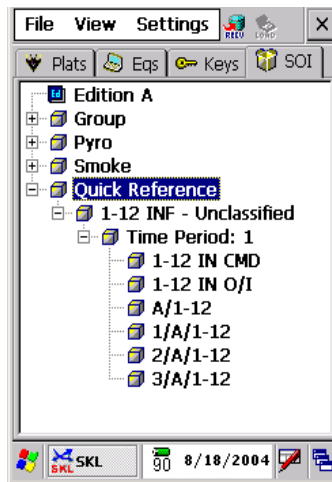 File View Settings RECV LOAD X
Plats Eqs Keys SOI
Ed Edition A
Group
Pyro
Smoke
Quick Reference
1-12 INF - Unclassified
Time Period: 1
1-12 IN CMD
1-12 IN O/I
A/1-12
1/A/1-12
2/A/1-12
3/A/1-12
SKL SKL 90 8/18/2004